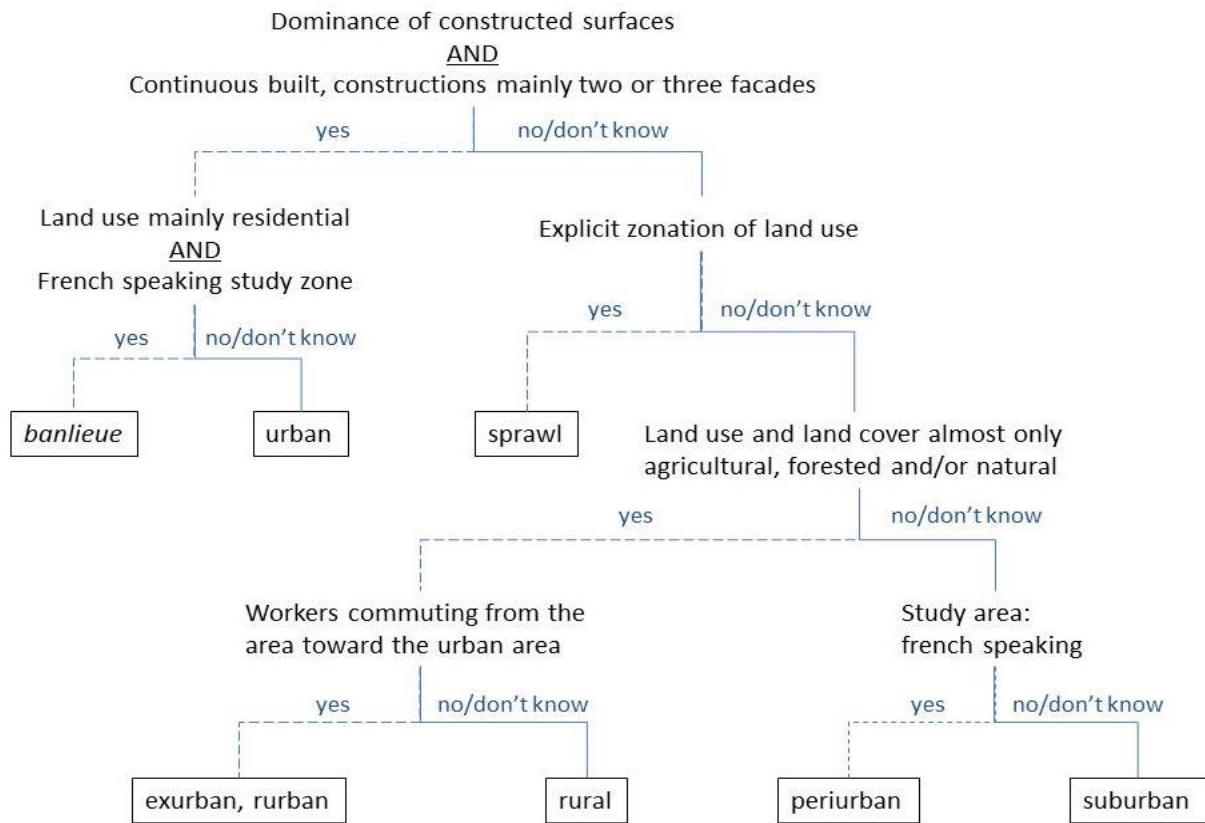 Dominance of constructed surfaces
AND
Continuous built, constructions mainly two or three facades
yes
no/don't know
Land use mainly residential
AND
French speaking study zone
Explicit zonation of land use
yes
no/don't know
yes
no/don't know
banlieue
urban
sprawl
Land use and land cover almost only
agricultural, forested and/or natural
yes
no/don't know
Workers commuting from the
area toward the urban area
Study area:
french speaking
yes
no/don't know
yes
no/don't know
exurban, rurban
rural
periurban
suburban